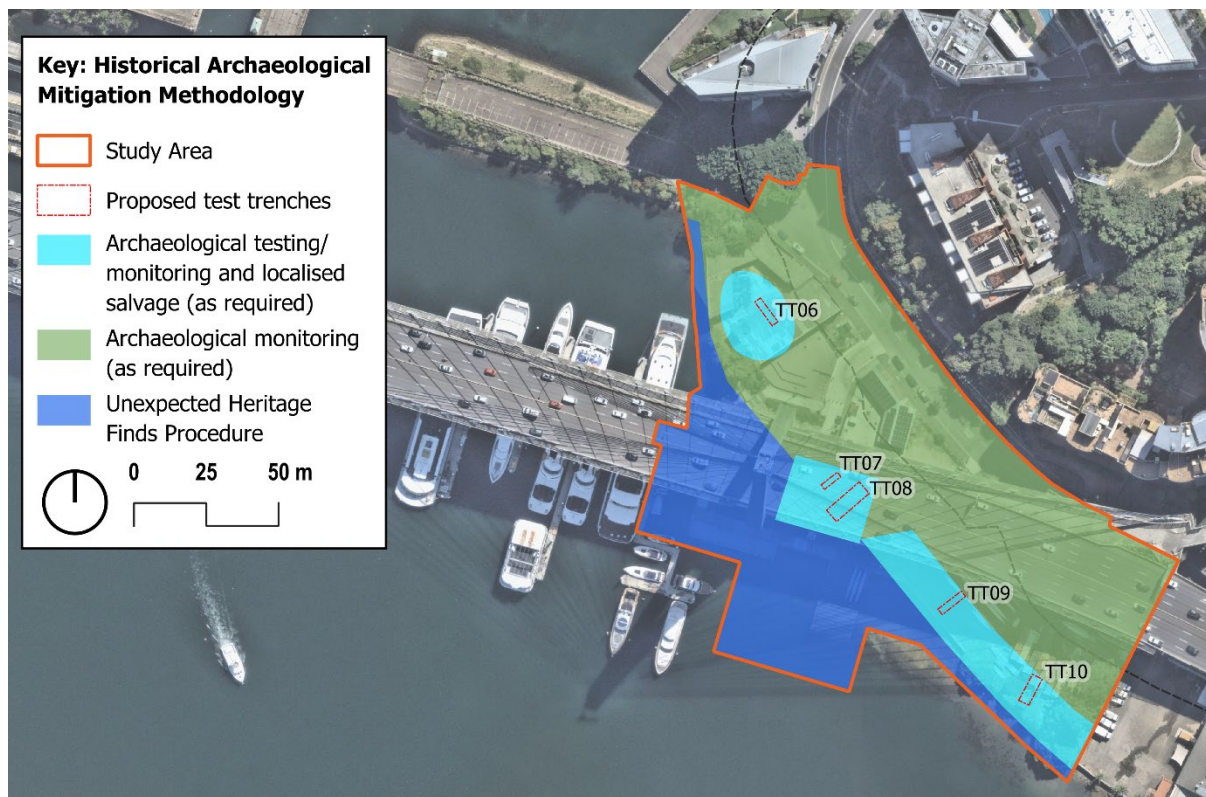 Key: Historical Archaeological
Mitigation Methodology
Study Area
Proposed test trenches
Archaeological testing/
monitoring and localised
salvage (as required)
Archaeological monitoring
(as required)
Unexpected Heritage
Finds Procedure
0 25 50 m
TT06
TT07
TT08
TT09
TT10